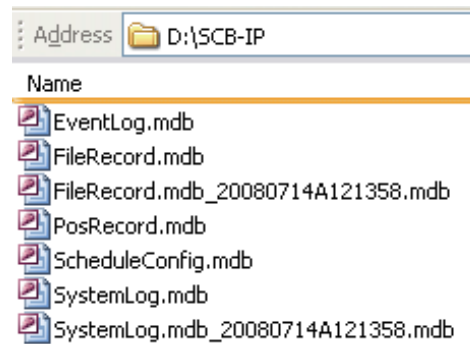 Address D:\SCB-IP
Name
EventLog.mdb
FileRecord.mdb
FileRecord.mdb_20080714A121358.mdb
PosRecord.mdb
ScheduleConfig.mdb
SystemLog.mdb
SystemLog.mdb_20080714A121358.mdb